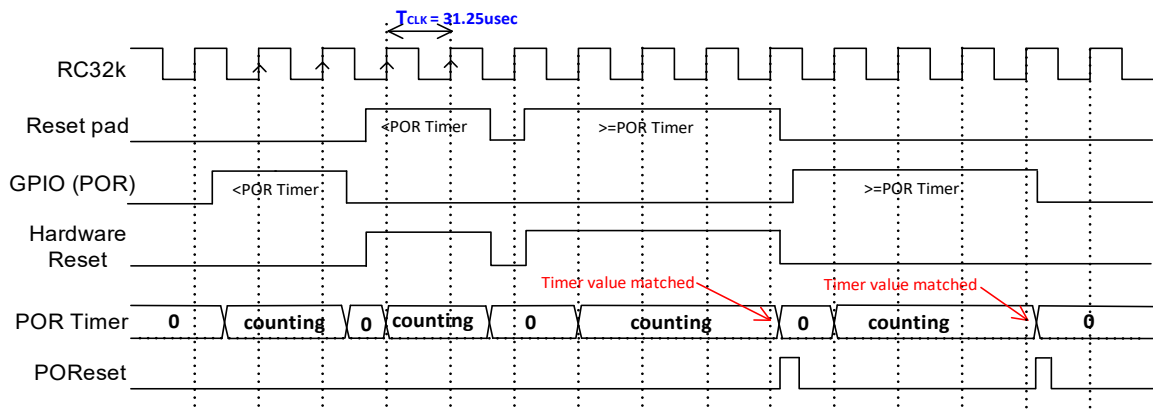 TCLK = 31.25usec
RC32k
Reset pad
<POR Timer
>=POR Timer
GPIO (POR)
<POR Timer
>=POR Timer
Hardware
Reset
Timer value matched
Timer value matched
POR Timer
0
counting
0
counting
0
counting
0
counting
0
POReset